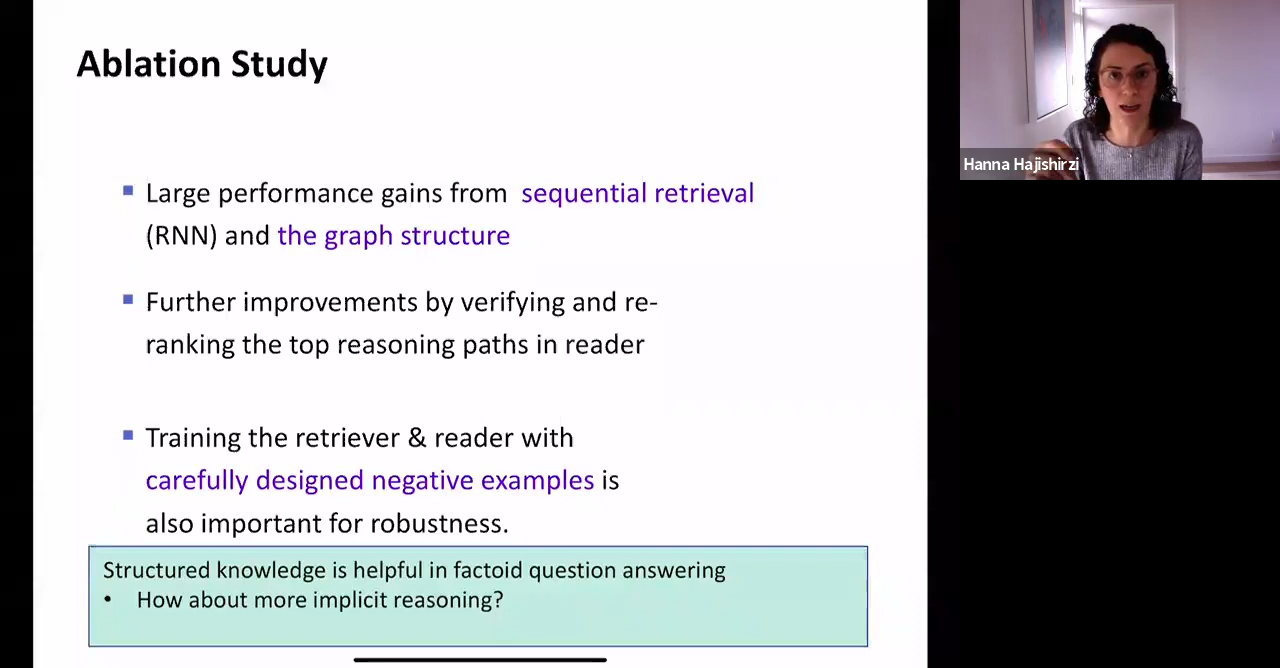 Ablation Study
▪ Large performance gains from sequential retrieval
(RNN) and the graph structure
▪ Further improvements by verifying and re-
ranking the top reasoning paths in reader
▪ Training the retriever & reader with
carefully designed negative examples is
also important for robustness.
Structured knowledge is helpful in factoid question answering
• How about more implicit reasoning?
Hanna Hajishirzi